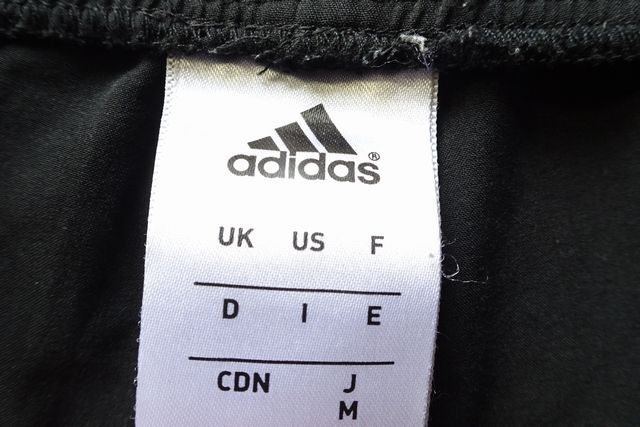 adidas®
UK US F
D I E
CDN J
M